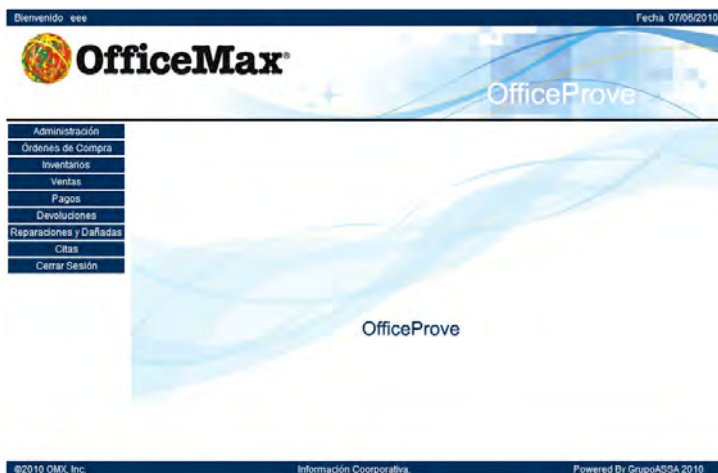 Bienvenido eee Fecha 07/06/2010
OfficeMax®
OfficeProve
Administración
Órdenes de Compra
Inventarios
Ventas
Pagos
Devoluciones
Reparaciones y Dañadas
Citas
Cerrar Sesión
OfficeProve
©2010 OMX, Inc. Información Coorporativa. Powered By GrupoASSA 2010